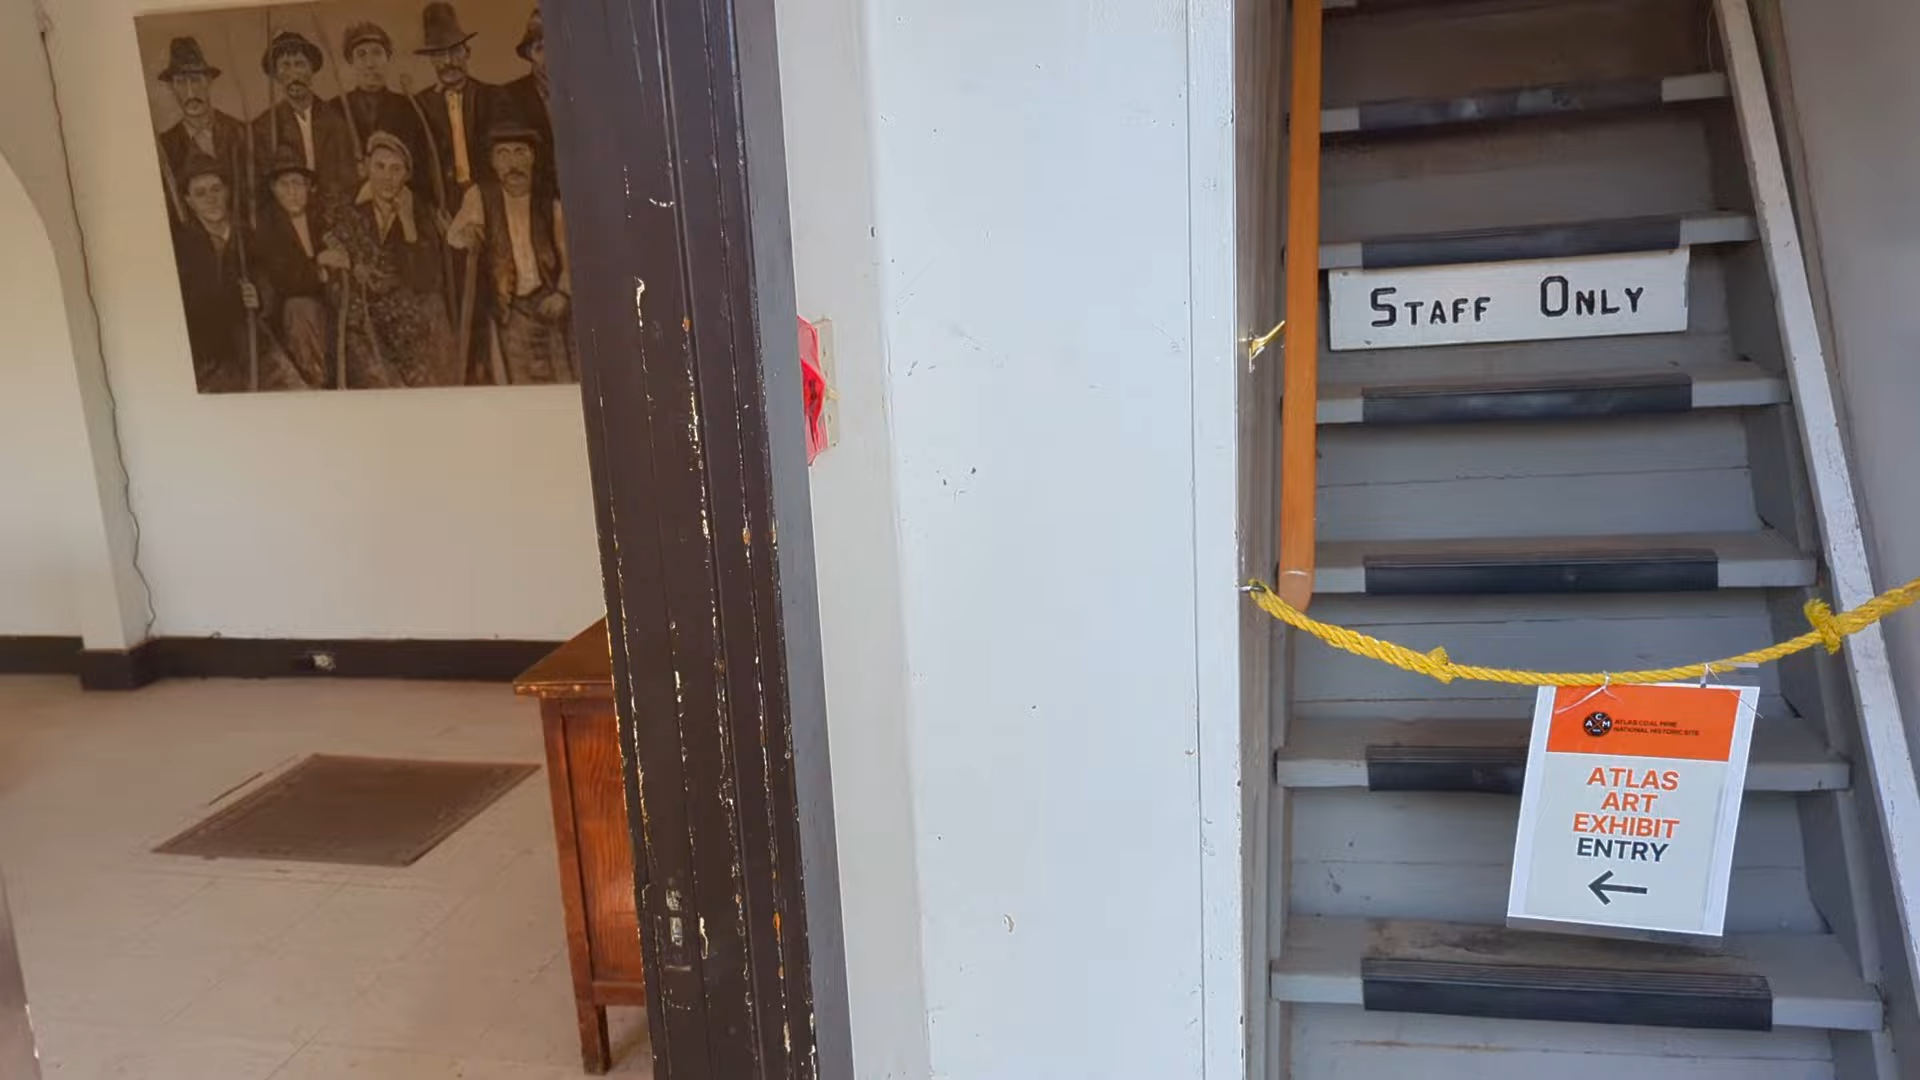 STAFF ONLY
A C M
ATLAS COAL MINE
NATIONAL HISTORIC SITE
ATLAS
ART
EXHIBIT
ENTRY